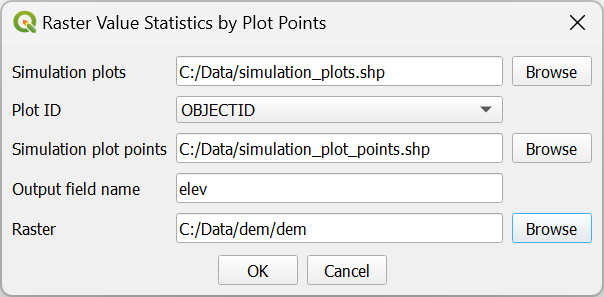 Raster Value Statistics by Plot Points
Simulation plots C:/Data/simulation_plots.shp Browse
Plot ID OBJECTID
Simulation plot points C:/Data/simulation_plot_points.shp Browse
Output field name elev
Raster C:/Data/dem/dem Browse
OK Cancel